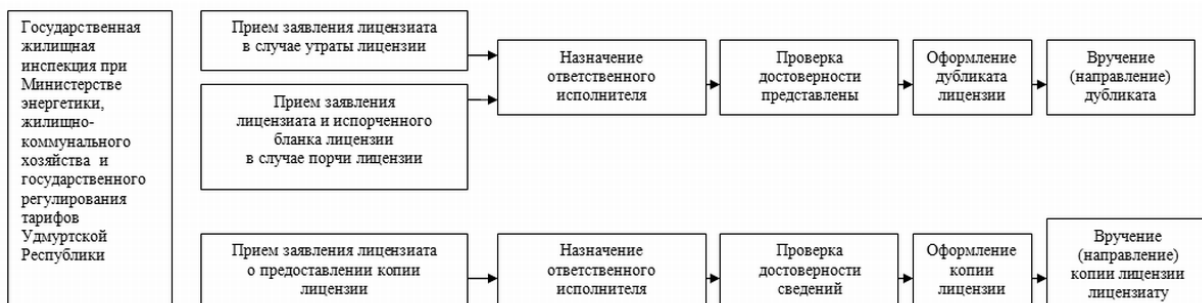 Государственная
жилищная
инспекция при
Министерстве
энергетики,
жилищно-
коммунального
хозяйства и
государственного
регулирования
тарифов
Удмуртской
Республики
Прием заявления лицензиата
в случае утраты лицензии
Прием заявления
лицензиата и испорченного
бланка лицензии
в случае порчи лицензии
Назначение
ответственного
исполнителя
Проверка
достоверности
представлены
Оформление
дубликата
лицензии
Вручение
(направление)
дубликата
Прием заявления лицензиата
о предоставлении копии
лицензии
Назначение
ответственного
исполнителя
Проверка
достоверности
сведений
Оформление
копии
лицензии
Вручение
(направление)
копии лицензии
лицензиату